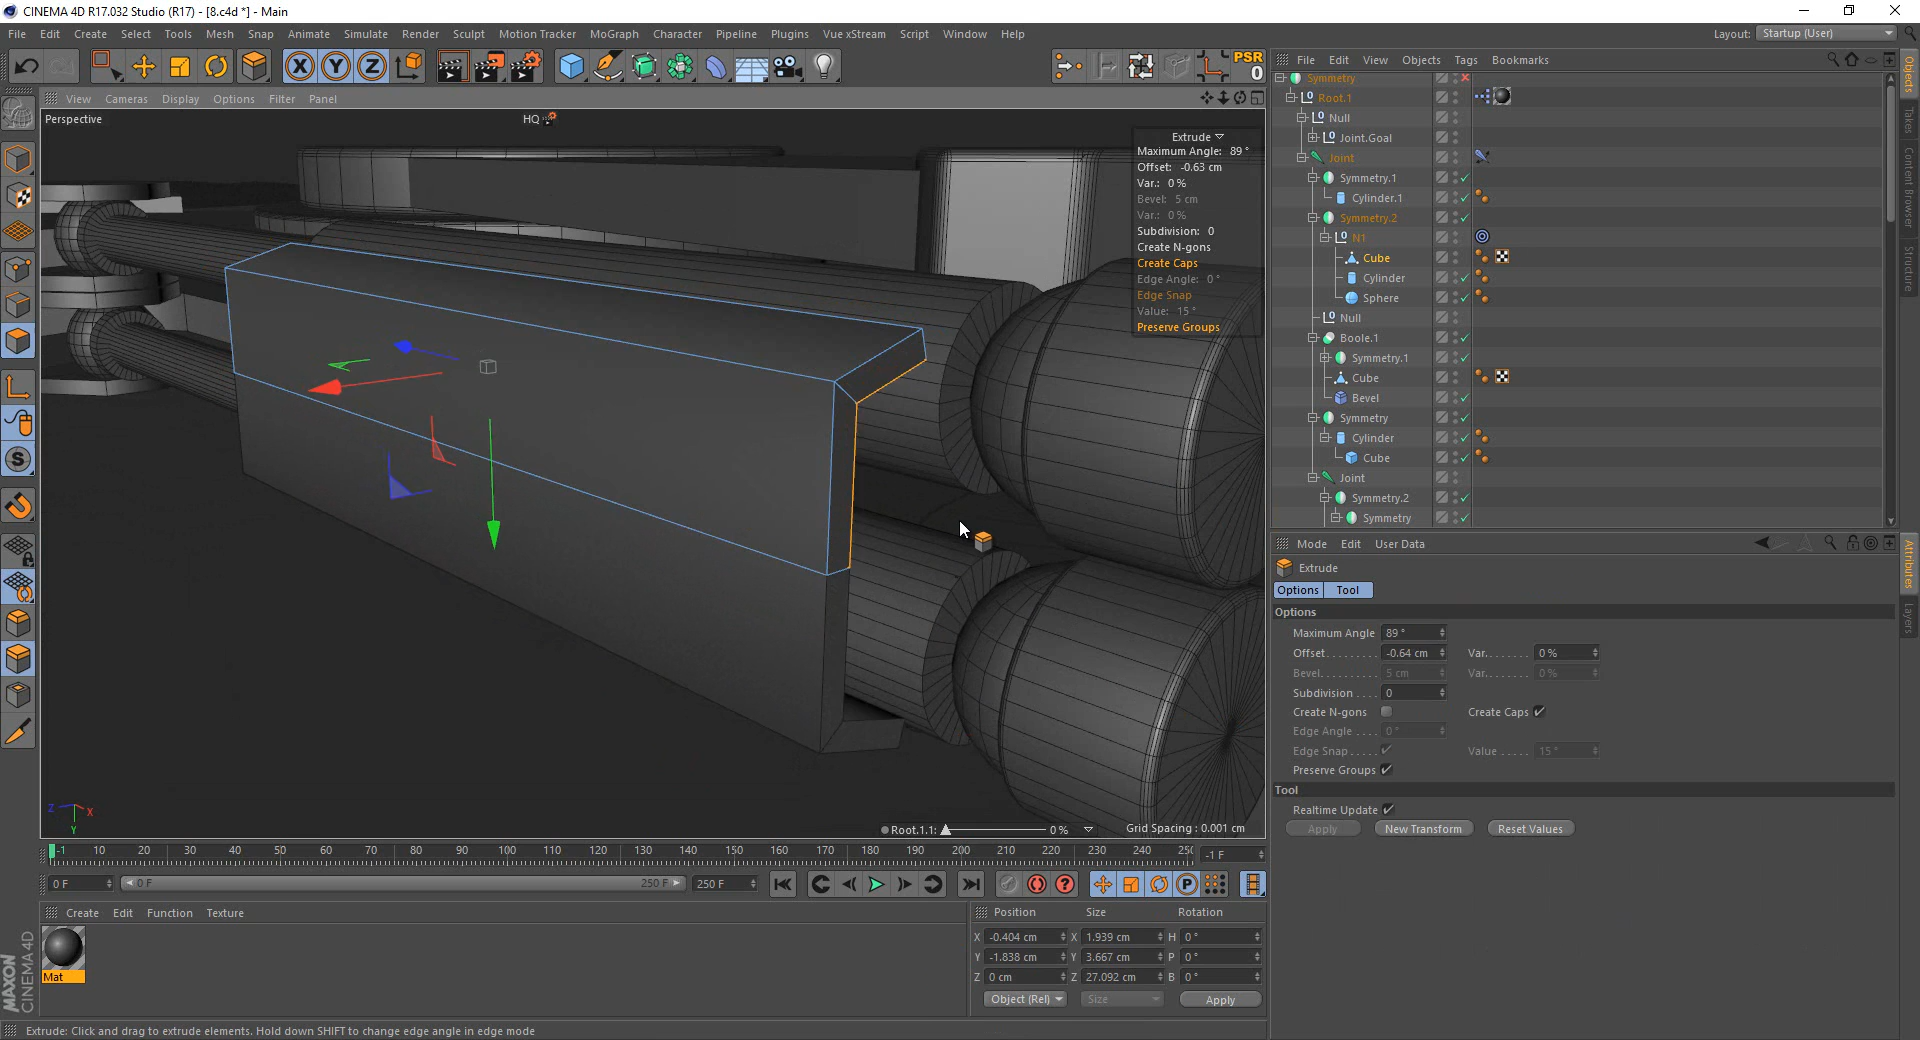 CINEMA 4D R17.032 Studio (R17) - [8.c4d *] - Main
File Edit Create Select Tools Mesh Snap Animate Simulate Render Sculpt Motion Tracker MoGraph Character Pipeline Plugins Vue xStream Script Window Help
Layout: Startup (User)
X Y Z
PSR
0
View Cameras Display Options Filter Panel
Perspective
HQ
Extrude
Maximum Angle: 89 °
Offset: -0.63 cm
Var.: 0 %
Bevel: 5 cm
Var.: 0 %
Subdivision: 0
Create N-gons
Create Caps
Edge Angle: 0 °
Edge Snap
Value: 15 °
Preserve Groups
Z X
Y
Root.1.1: 0 %
Grid Spacing : 0.001 cm
File Edit View Objects Tags Bookmarks
Symmetry
Root.1
Null
Joint.Goal
Joint
Symmetry.1
Cylinder.1
Symmetry.2
N1
Cube
Cylinder
Sphere
Null
Boole.1
Symmetry.1
Cube
Bevel
Symmetry
Cylinder
Cube
Joint
Symmetry.2
Symmetry
Objects
Takes
Content Browser
Structure
Mode Edit User Data
Extrude
Options Tool
Options
Maximum Angle 89 °
Offset. . . . . . . . . -0.64 cm Var.. . . . . . . 0 %
Bevel. . . . . . . . . . 5 cm Var.. . . . . . . 0 %
Subdivision . . . . 0
Create N-gons Create Caps
Edge Angle . . . . 0 °
Edge Snap. . . . . Value . . . . . 15 °
Preserve Groups
Tool
Realtime Update
Apply New Transform Reset Values
Attributes
Layers
-1 10 20 30 40 50 60 70 80 90 100 110 120 130 140 150 160 170 180 190 200 210 220 230 240 250
-1 F
0 F 0 F 250 F 250 F
Create Edit Function Texture
Mat
MAXON
CINEMA 4D
Position Size Rotation
X -0.404 cm X 1.939 cm H 0 °
Y -1.838 cm Y 3.667 cm P 0 °
Z 0 cm Z 27.092 cm B 0 °
Object (Rel) Size Apply
Extrude: Click and drag to extrude elements. Hold down SHIFT to change edge angle in edge mode